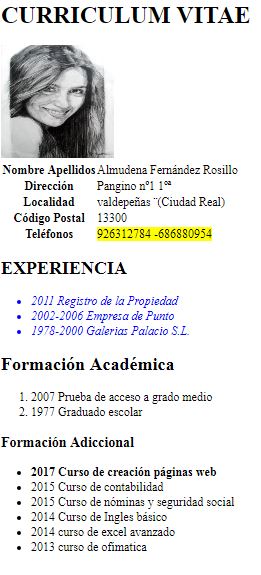 CURRICULUM VITAE
Nombre Apellidos Almudena Fernández Rosillo
Dirección Pangino nº1 1ºª
Localidad valdepeñas ¨(Ciudad Real)
Código Postal 13300
Teléfonos 926312784 -686880954
EXPERIENCIA
2011 Registro de la Propiedad
2002-2006 Empresa de Punto
1978-2000 Galerias Palacio S.L.
Formación Académica
1. 2007 Prueba de acceso a grado medio
2. 1977 Graduado escolar
Formación Adiccional
2017 Curso de creación páginas web
2015 Curso de contabilidad
2015 Curso de nóminas y seguridad social
2014 Curso de Ingles básico
2014 curso de excel avanzado
2013 curso de ofimatica